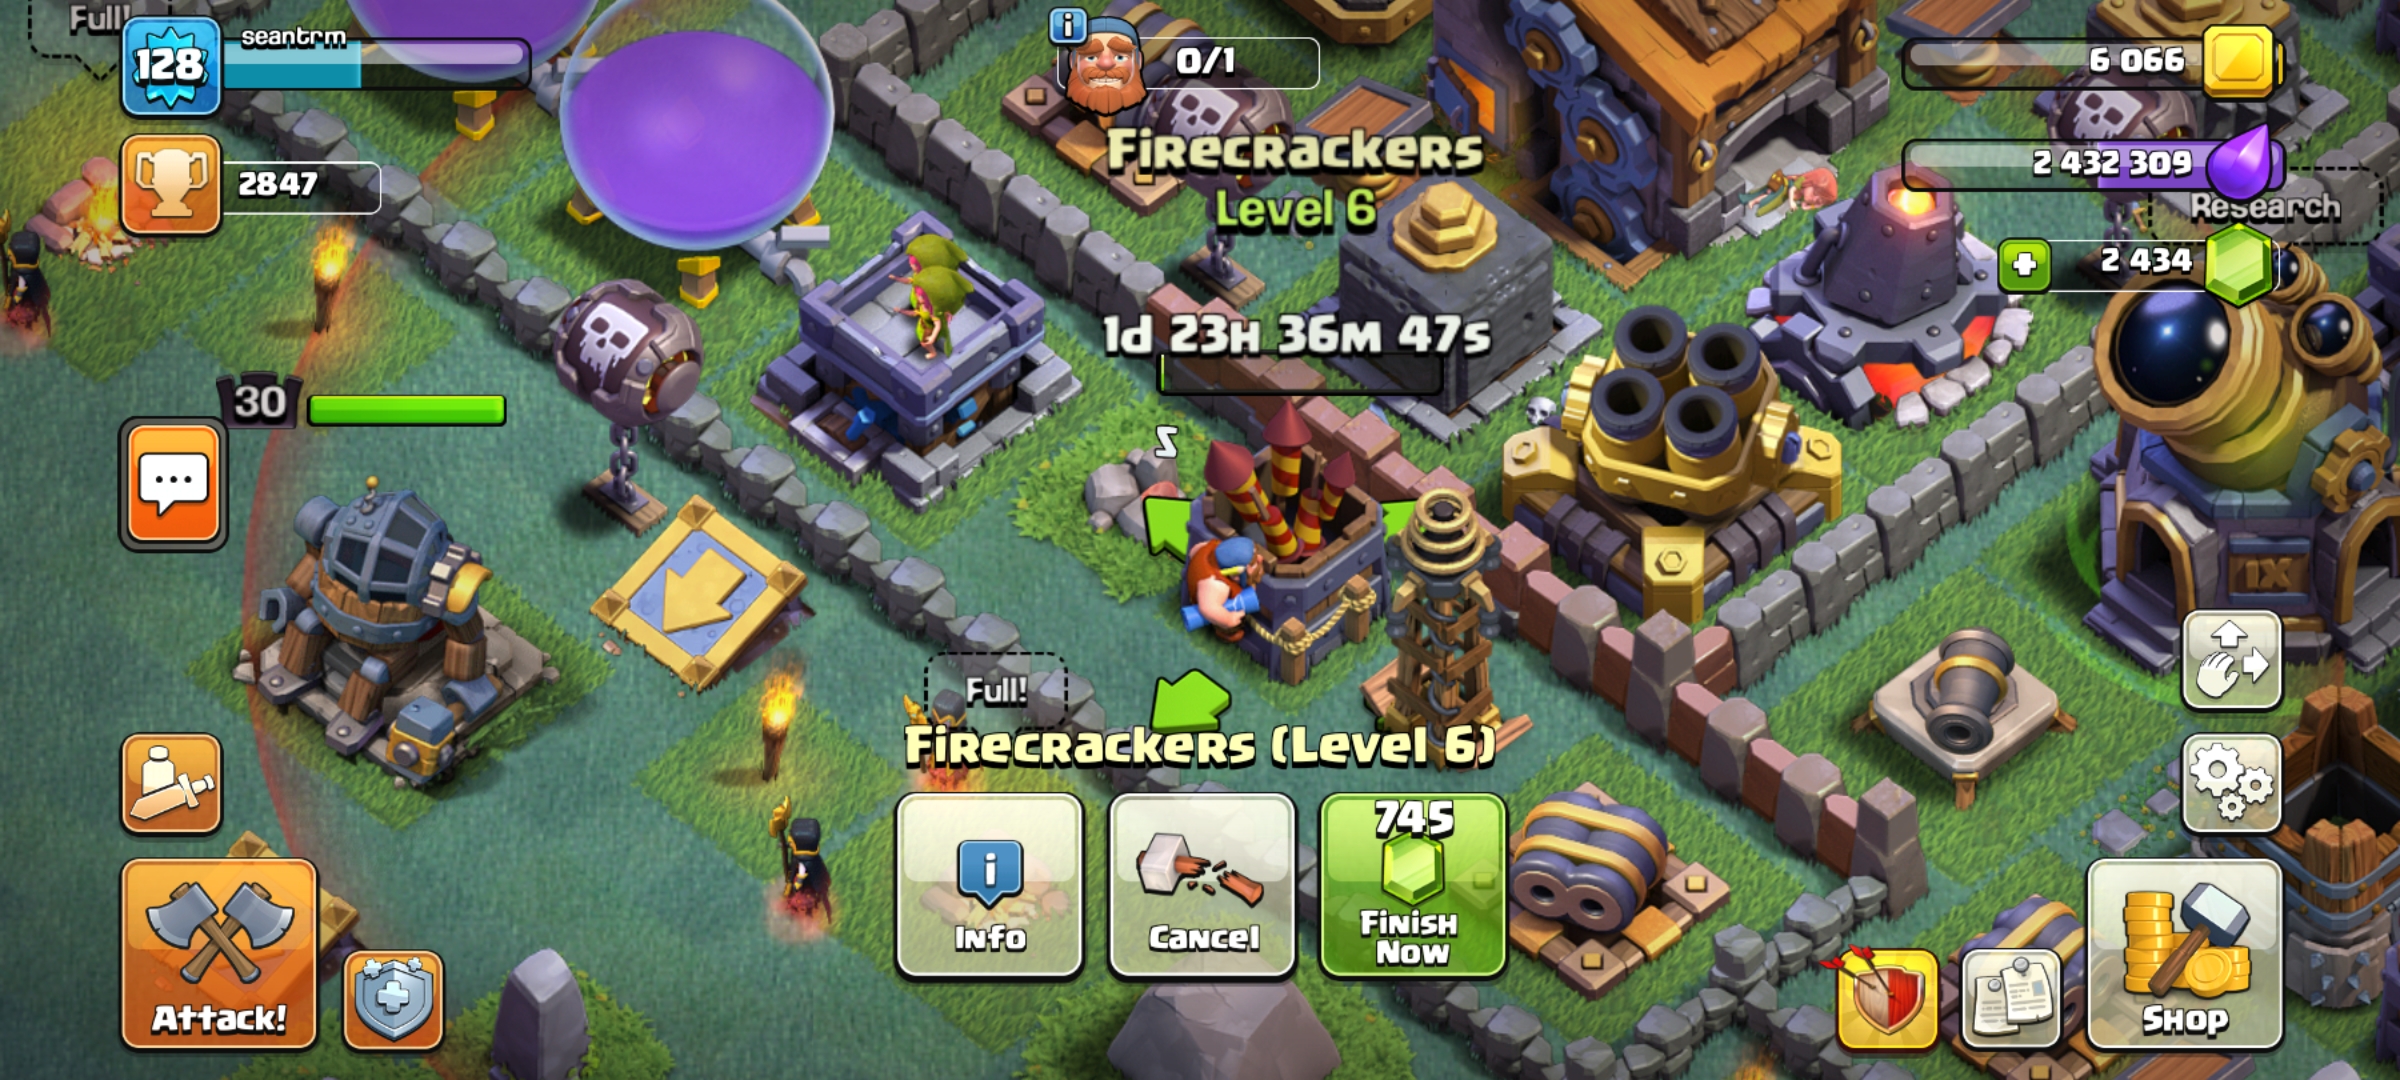 Full!
128
seantrm
0/1
6 066
2847
Firecrackers
Level 6
2 432 309
Research
2 434
1d 23H 36M 47s
30
IX
Full!
Firecrackers (Level 6)
Info
Cancel
745
Finish
Now
Attack!
Shop